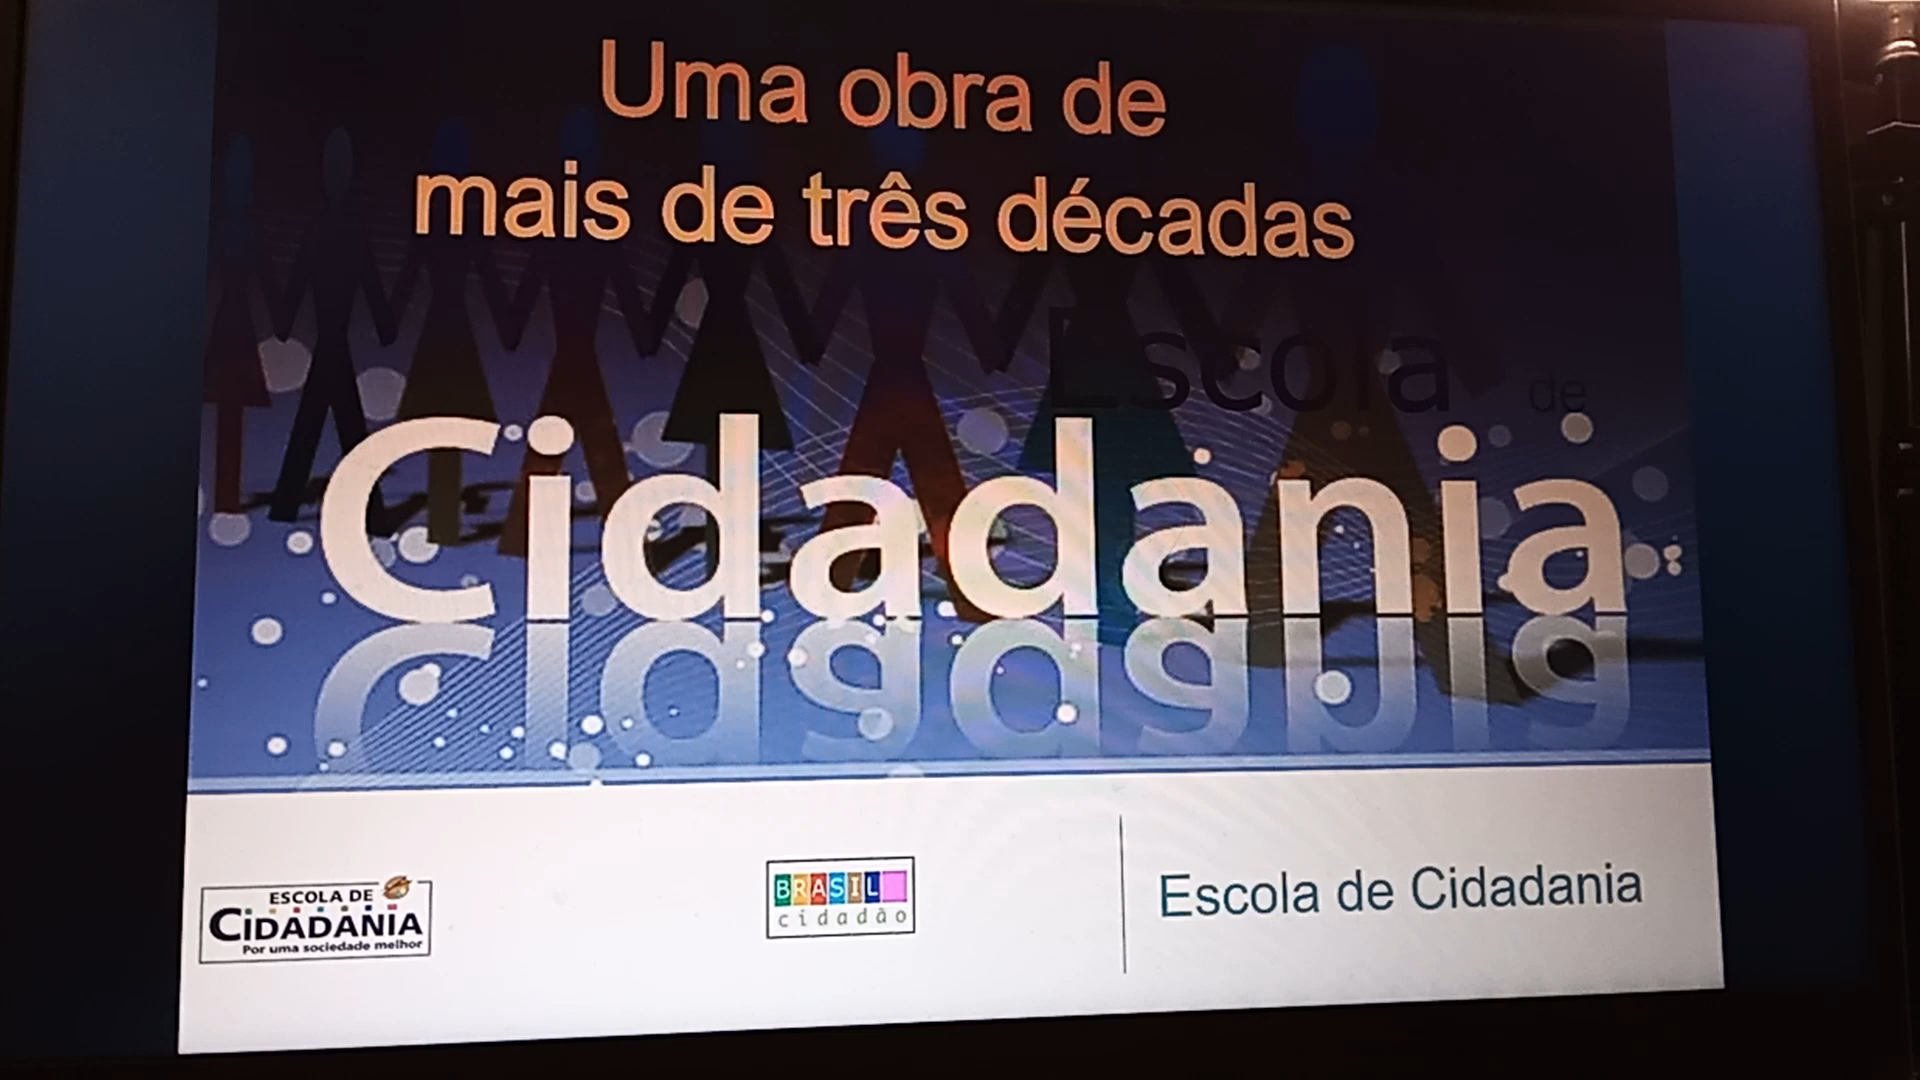 Uma obra de
mais de três décadas
Escola de
Cidadania
ESCOLA DE
CIDADANIA
Por uma sociedade melhor
BRASIL
cidadão
Escola de Cidadania